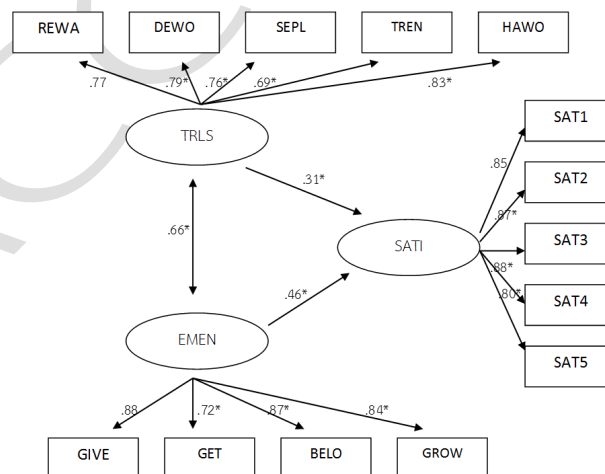 REWA
DEWO
SEPL
TREN
HAWO
.77
.79*
.76*
.69*
.83*
TRLS
SAT1
.85
SAT2
.87*
.31*
.66*
SATI
SAT3
.88*
.80*
SAT4
.46*
EMEN
SAT5
.88
.72*
.87*
.84*
GIVE
GET
BELO
GROW